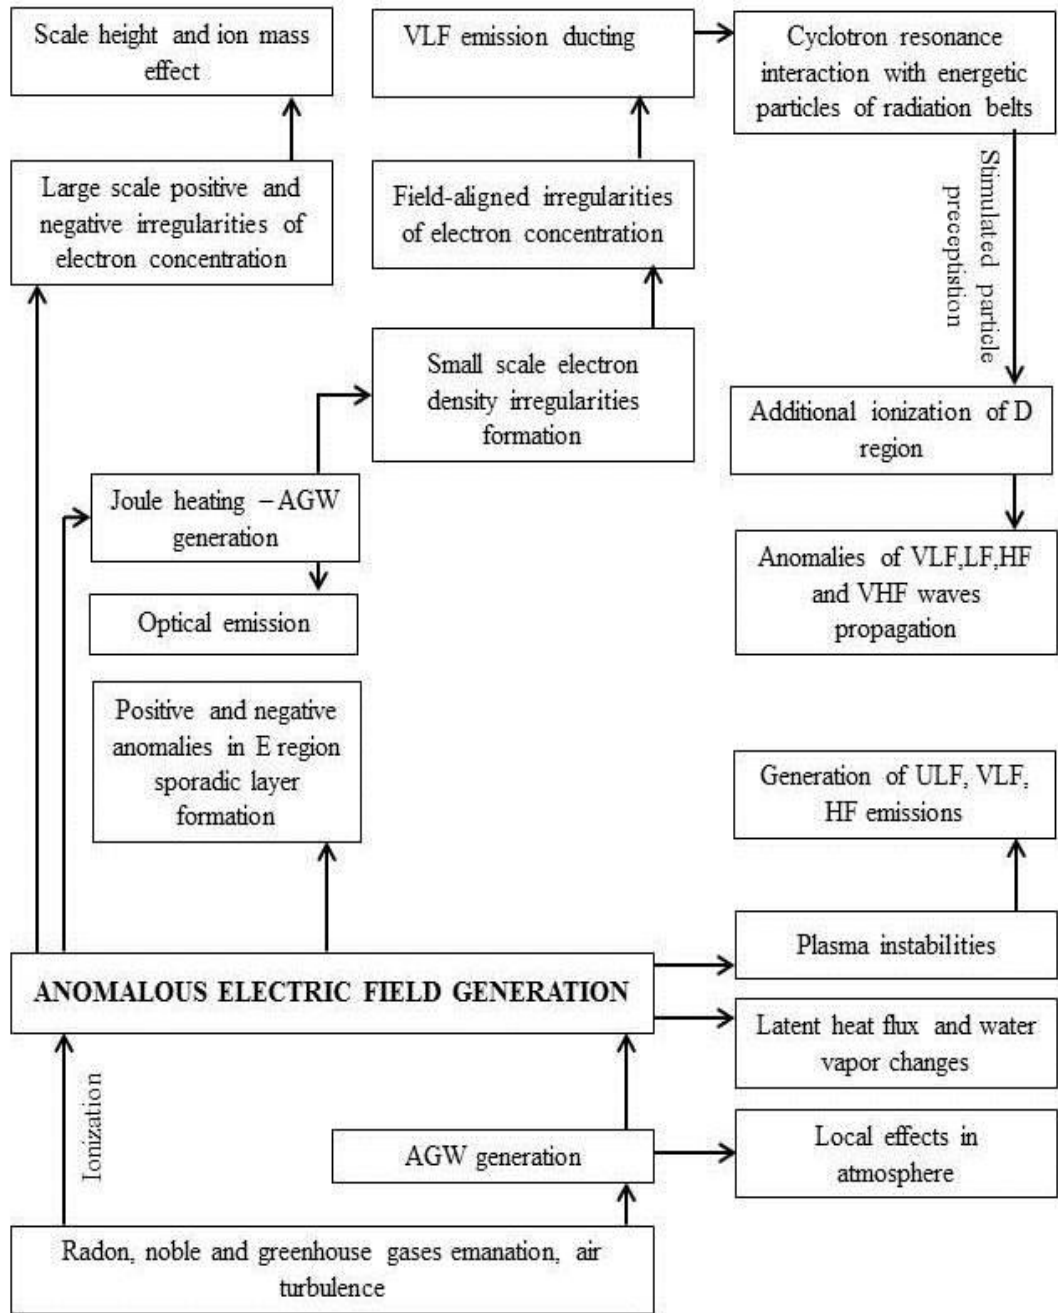 Scale height and ion mass
effect
VLF emission ducting
Cyclotron resonance
interaction with energetic
particles of radiation belts
Large scale positive and
negative irregularities of
electron concentration
Field-aligned irregularities
of electron concentration
Stimulated particle
preceptistion
Small scale electron
density irregularities
formation
Additional ionization of D
region
Joule heating –AGW
generation
Anomalies of VLF,LF,HF
and VHF waves
propagation
Optical emission
Positive and negative
anomalies in E region
sporadic layer
formation
Generation of ULF, VLF,
HF emissions
Plasma instabilities
ANOMALOUS ELECTRIC FIELD GENERATION
Latent heat flux and water
vapor changes
Ionization
AGW generation
Local effects in
atmosphere
Radon, noble and greenhouse gases emanation, air
turbulence